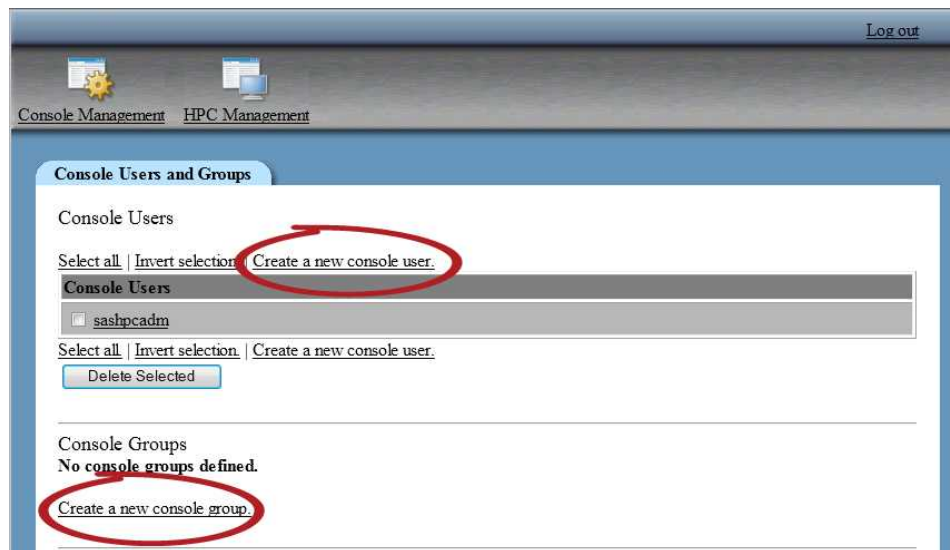 Log out
Console Management HPC Management
Console Users and Groups
Console Users
Select all. | Invert selection. | Create a new console user.
Console Users
sashpcadm
Select all. | Invert selection. | Create a new console user.
Delete Selected
Console Groups
No console groups defined.
Create a new console group.